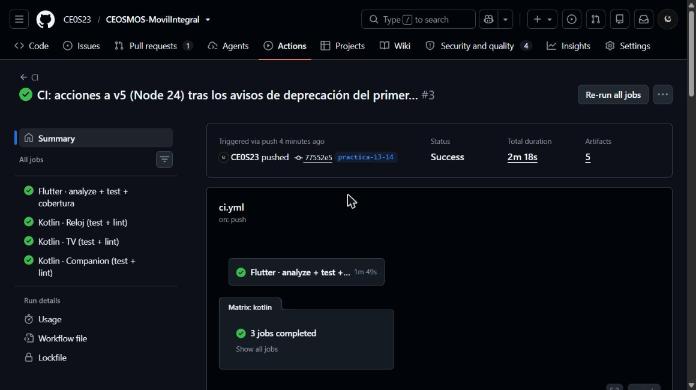 CE0S23 / CEOSMOS-MovilIntegral
Type / to search
Code Issues Pull requests 1 Agents Actions Projects Wiki Security and quality 4 Insights Settings
CI
CI: acciones a v5 (Node 24) tras los avisos de deprecación del primer... #3
Re-run all jobs
Summary
All jobs
Flutter · analyze + test +
cobertura
Kotlin · Reloj (test + lint)
Kotlin · TV (test + lint)
Kotlin · Companion (test +
lint)
Run details
Usage
Workflow file
Lockfile
Triggered via push 4 minutes ago
CE0S23 pushed 77552e5 practica-13-14
Status
Success
Total duration
2m 18s
Artifacts
5
ci.yml
on: push
Flutter · analyze + test +... 1m 49s
Matrix: kotlin
3 jobs completed
Show all jobs